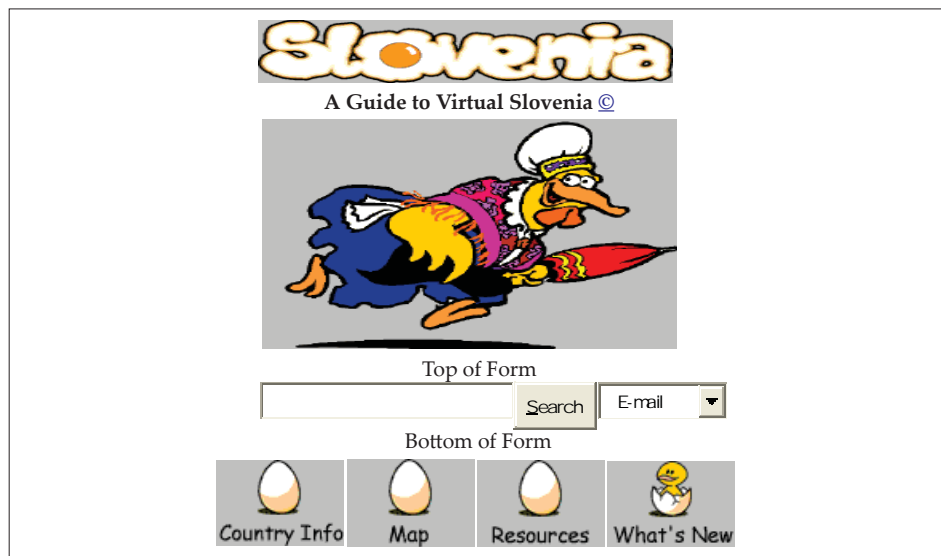 Slovenia
A Guide to Virtual Slovenia ©
Top of Form
Search E-mail
Bottom of Form
Country Info Map Resources What's New